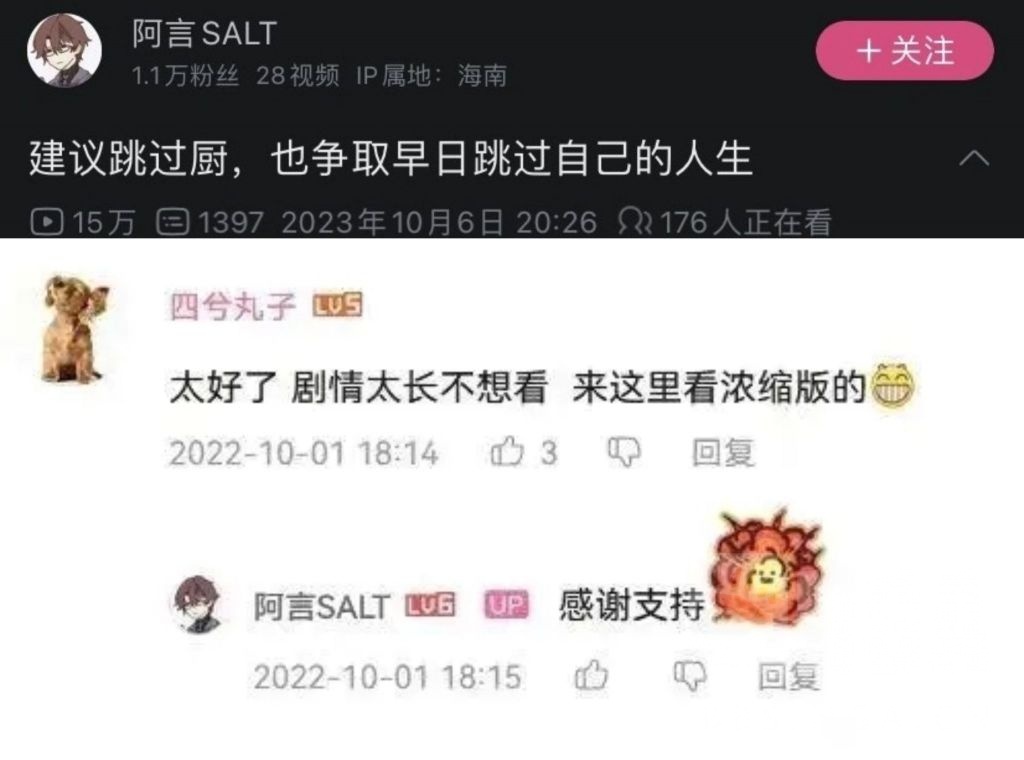 阿言SALT
+ 关注
1.1万粉丝 28视频 IP属地：海南
建议跳过厨，也争取早日跳过自己的人生
15万 1397 2023年10月6日 20:26 176人正在看
四兮丸子 LV5
太好了 剧情太长不想看 来这里看浓缩版的
2022-10-01 18:14 3 回复
阿言SALT LV6 UP 感谢支持
2022-10-01 18:15 回复